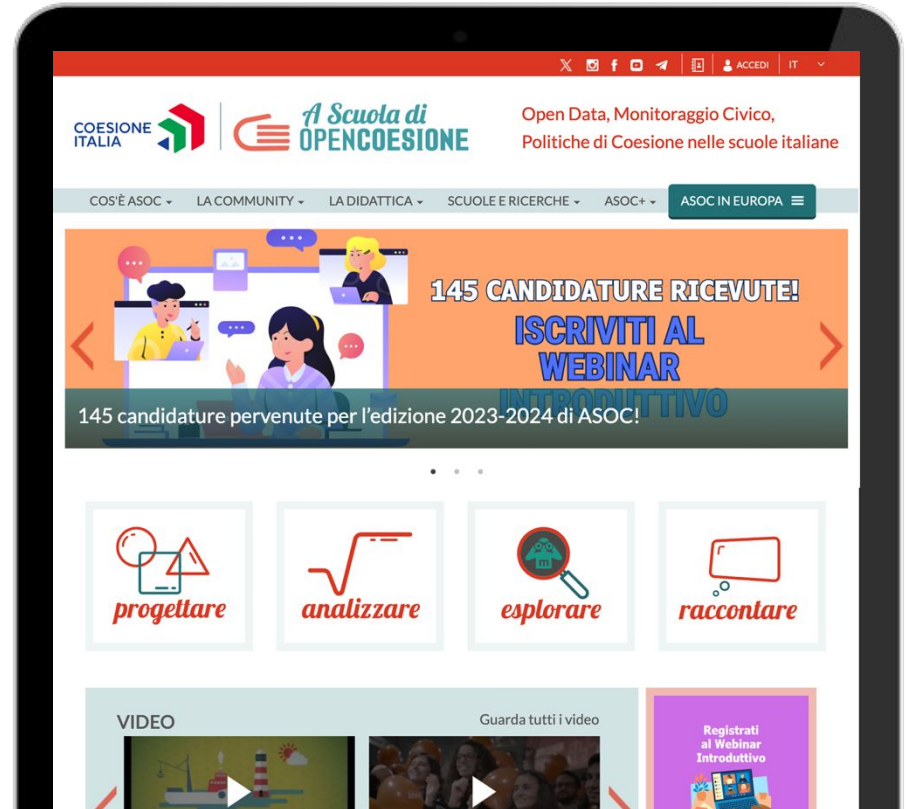 ACCEDI IT
COESIONE
ITALIA
A Scuola di
OPENCOESIONE
Open Data, Monitoraggio Civico,
Politiche di Coesione nelle scuole italiane
COS'È ASOC LA COMMUNITY LA DIDATTICA SCUOLE E RICERCHE ASOC+ ASOC IN EUROPA
145 CANDIDATURE RICEVUTE!
ISCRIVITI AL
WEBINAR
INTRODUTTIVO
145 candidature pervenute per l'edizione 2023-2024 di ASOC!
progettare
analizzare
esplorare
raccontare
VIDEO
Guarda tutti i video
Registrati
al Webinar
Introduttivo